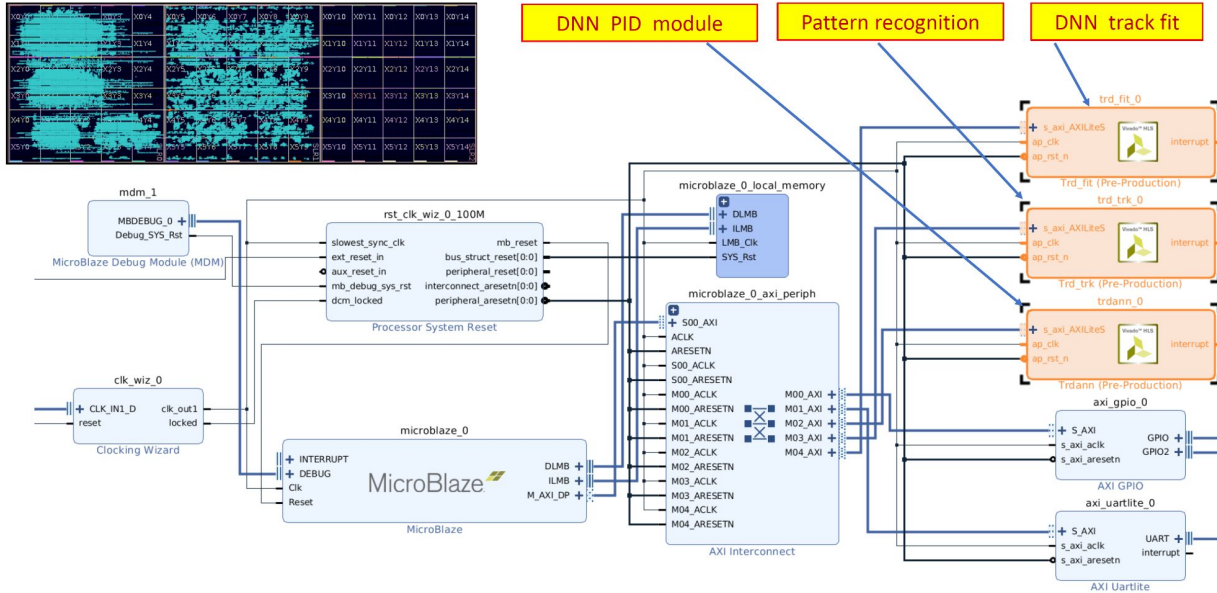 DNN PID module
Pattern recognition
DNN track fit
mdm_1
MBDEBUG_0
Debug_SYS_Rst
MicroBlaze Debug Module (MDM)
rst_clk_wiz_0_100M
slowest_sync_clk
ext_reset_in
aux_reset_in
mb_debug_sys_rst
dcm_locked
mb_reset
bus_struct_reset[0:0]
peripheral_reset[0:0]
interconnect_aresetn[0:0]
peripheral_aresetn[0:0]
Processor System Reset
microblaze_0_local_memory
DLMB
ILMB
LMB_Clk
SYS_Rst
clk_wiz_0
CLK_IN1_D
reset
clk_out1
locked
Clocking Wizard
microblaze_0
INTERRUPT
DEBUG
Clk
Reset
MicroBlaze
DLMB
ILMB
M_AXI_DP
MicroBlaze
microblaze_0_axi_periph
S00_AXI
ACLK
ARESETN
S00_ACLK
S00_ARESETN
M00_ACLK
M00_ARESETN
M01_ACLK
M01_ARESETN
M02_ACLK
M02_ARESETN
M03_ACLK
M03_ARESETN
M04_ACLK
M04_ARESETN
M00_AXI
M01_AXI
M02_AXI
M03_AXI
M04_AXI
AXI Interconnect
trd_fit_0
s_axi_AXILiteS
ap_clk
ap_rst_n
Vivado™ HLS
interrupt
Trd_fit (Pre-Production)
trd_trk_0
s_axi_AXILiteS
ap_clk
ap_rst_n
Vivado™ HLS
interrupt
Trd_trk (Pre-Production)
trdann_0
s_axi_AXILiteS
ap_clk
ap_rst_n
Vivado™ HLS
interrupt
Trdann (Pre-Production)
axi_gpio_0
S_AXI
s_axi_aclk
s_axi_aresetn
GPIO
GPIO2
AXI GPIO
axi_uartlite_0
S_AXI
s_axi_aclk
s_axi_aresetn
UART
interrupt
AXI Uartlite